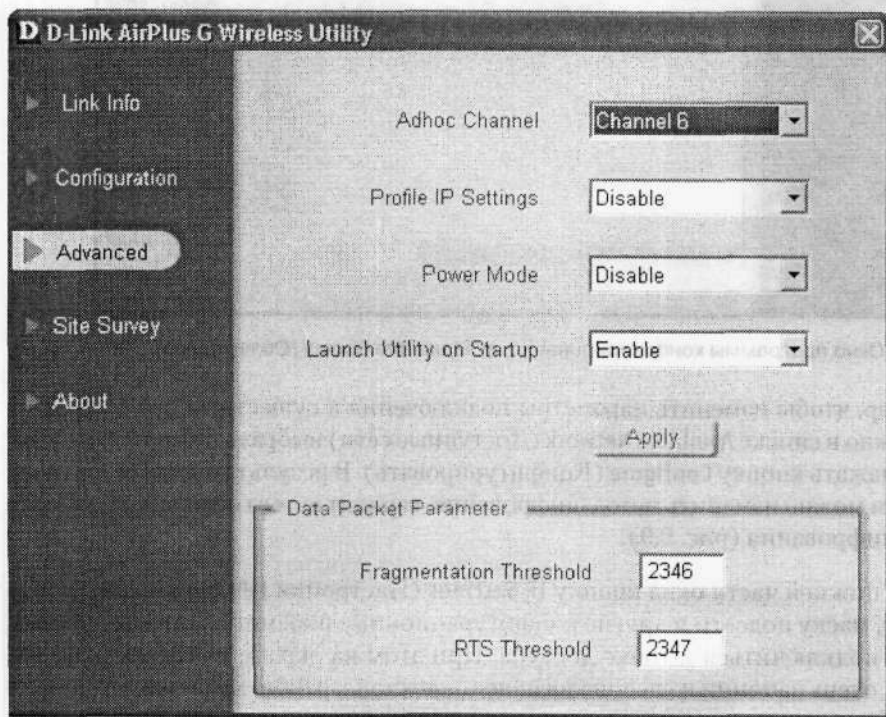 D D-Link AirPlus G Wireless Utility
Link Info
Configuration
Advanced
Site Survey
About
Adhoc Channel Channel 6
Profile IP Settings Disable
Power Mode Disable
Launch Utility on Startup Enable
Apply
Data Packet Parameter
Fragmentation Threshold 2346
RTS Threshold 2347